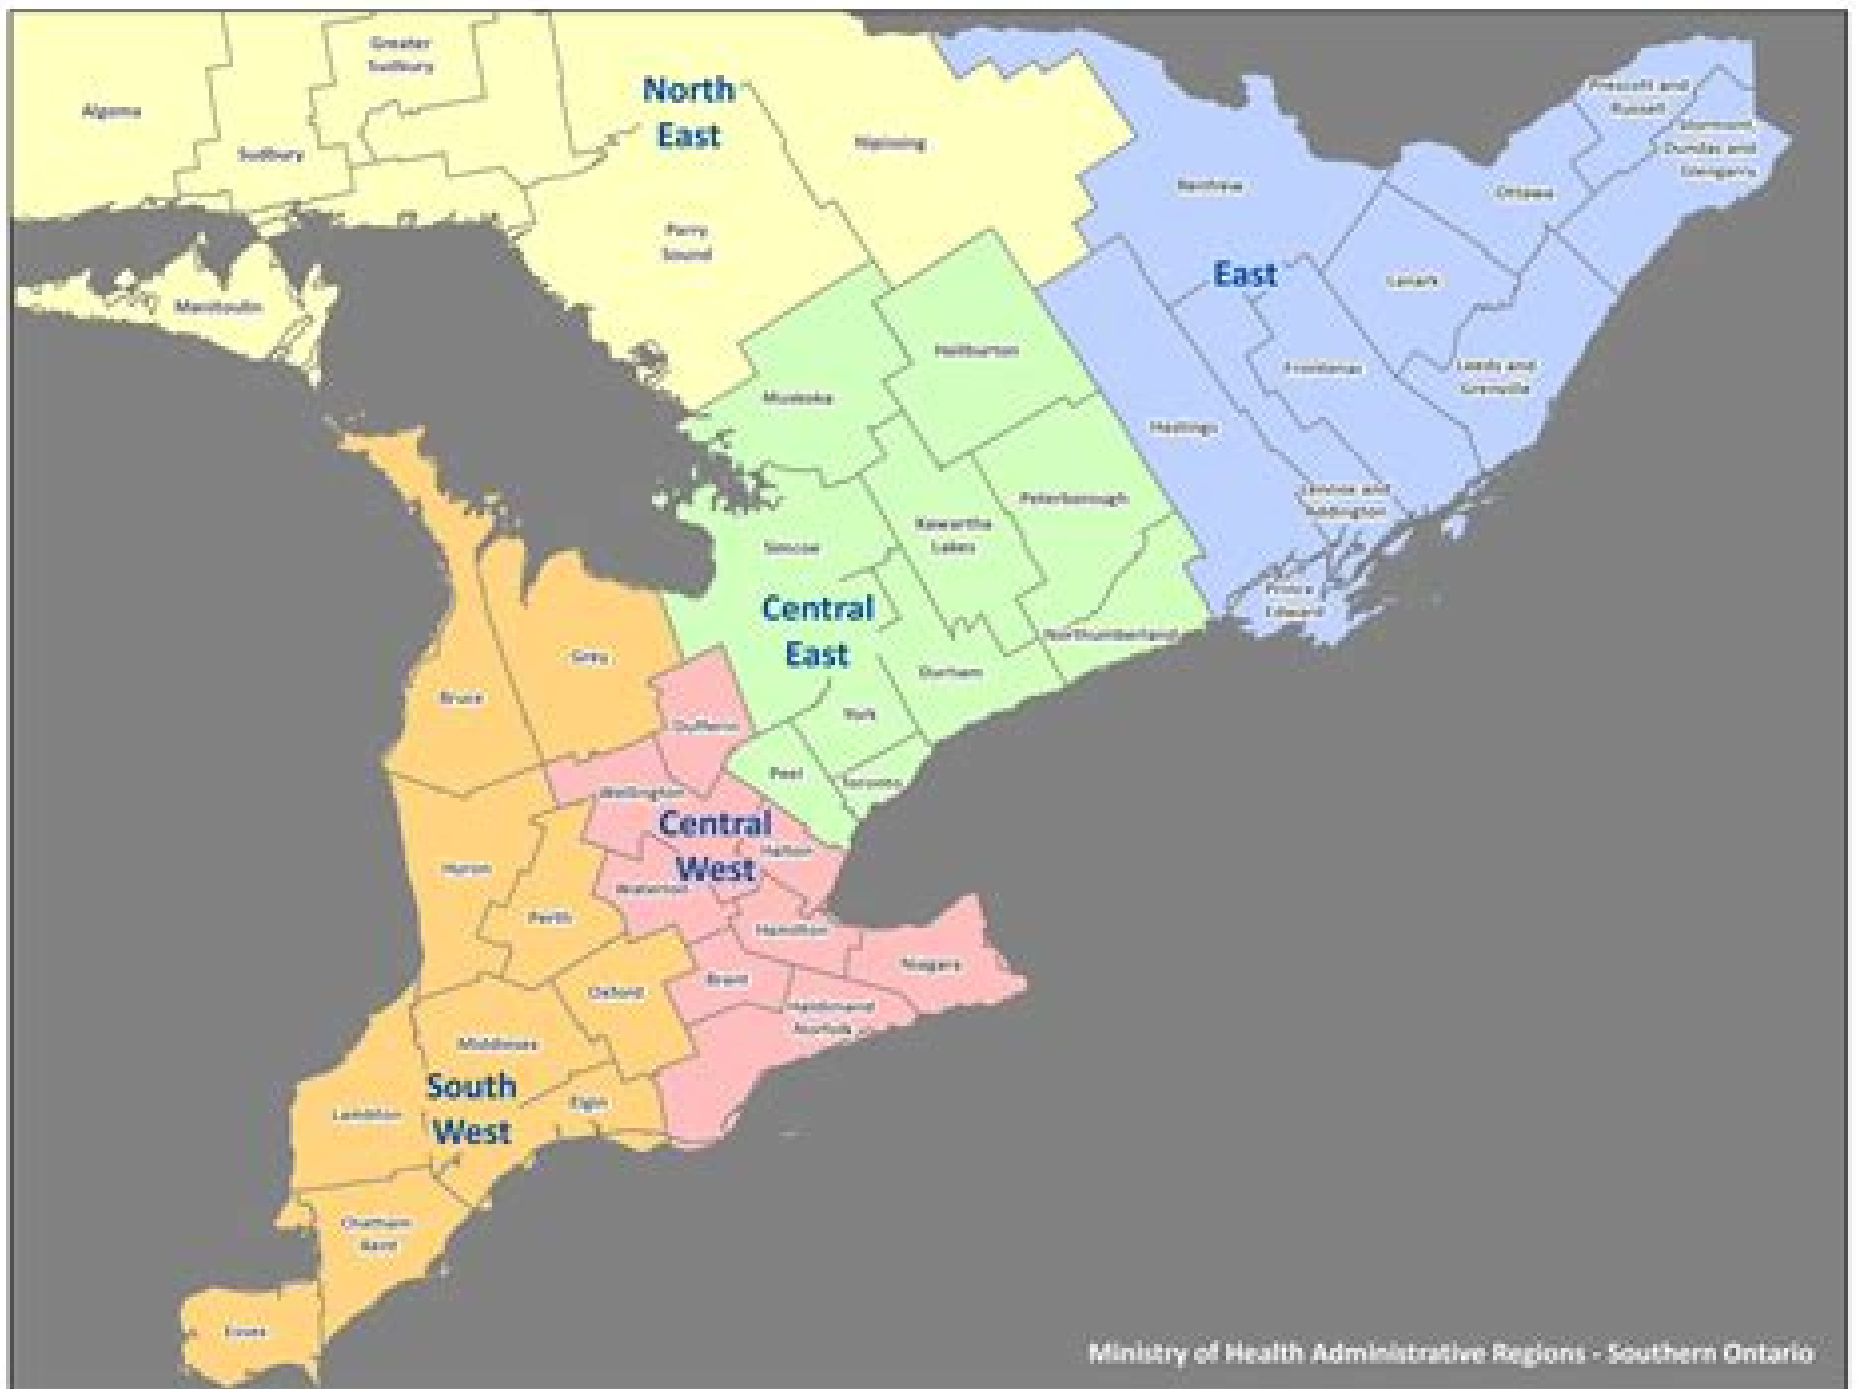 Greater
Sudbury
Algoma
Sudbury
North
East
Nipissing
Parry
Sound
Manitoulin
Prescott and
Russell
Stormont
Dundas and
Glengarry
Ottawa
Renfrew
East
Lanark
Leeds and
Grenville
Frontenac
Hastings
Lennox and
Addington
Prince
Edward
Haliburton
Muskoka
Peterborough
Kawartha
Lakes
Simcoe
Central
East
Northumberland
Durham
York
Peel
Toronto
Grey
Bruce
Dufferin
Wellington
Central
West
Halton
Waterloo
Huron
Perth
Hamilton
Niagara
Brant
Haldimand
Norfolk
Oxford
Middlesex
South
West
Elgin
Lambton
Chatham
Kent
Essex
Ministry of Health Administrative Regions - Southern Ontario